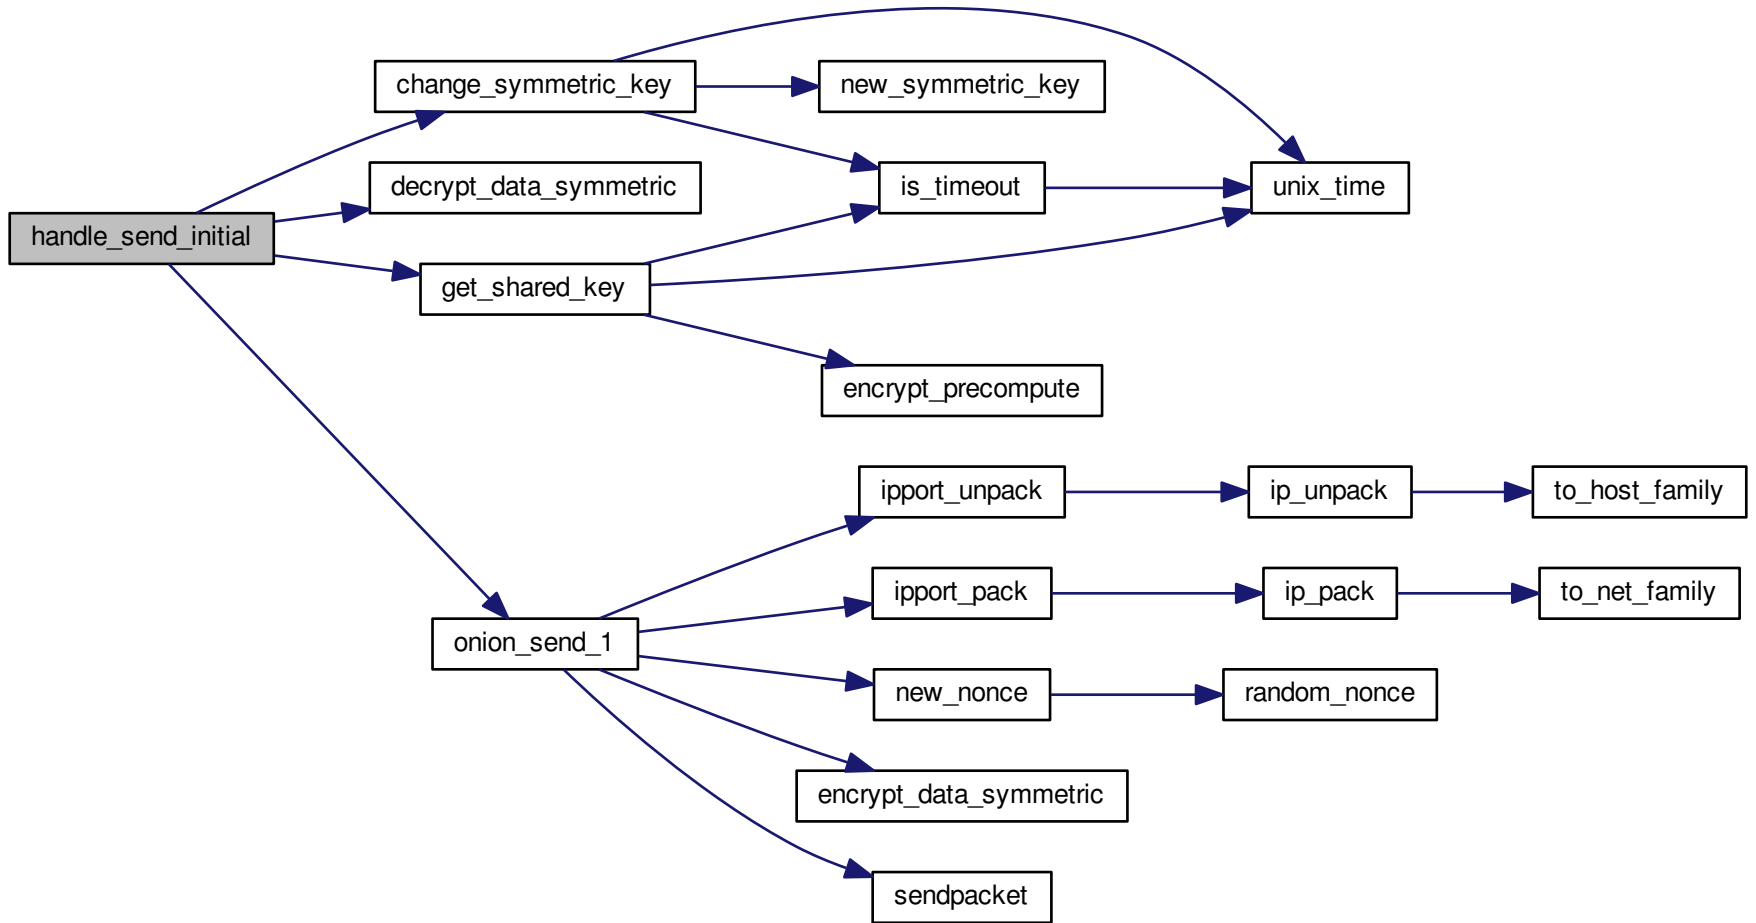 change_symmetric_key
new_symmetric_key
decrypt_data_symmetric
is_timeout
unix_time
handle_send_initial
get_shared_key
encrypt_precompute
ipport_unpack
ip_unpack
to_host_family
ipport_pack
ip_pack
to_net_family
onion_send_1
new_nonce
random_nonce
encrypt_data_symmetric
sendpacket